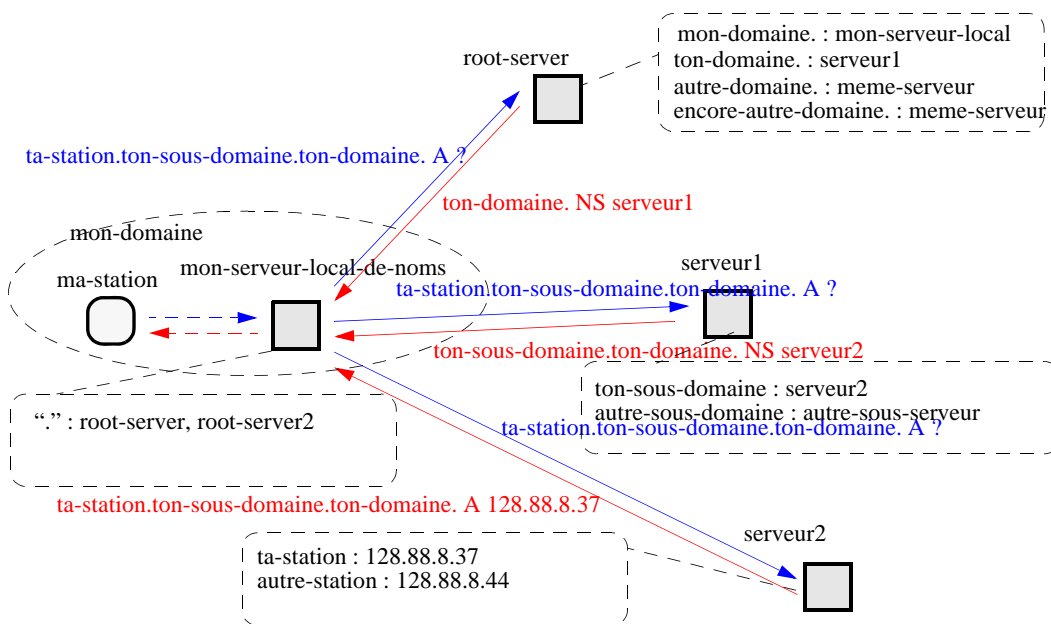 mon-domaine. : mon-serveur-local
root-server
ton-domaine. : serveur1
autre-domaine. : meme-serveur
encore-autre-domaine. : meme-serveur
ta-station.ton-sous-domaine.ton-domaine. A ?
ton-domaine. NS serveur1
mon-domaine
mon-serveur-local-de-noms
serveur1
ma-station
ta-station.ton-sous-domaine.ton-domaine. A ?
ton-sous-domaine.ton-domaine. NS serveur2
ton-sous-domaine : serveur2
autre-sous-domaine : autre-sous-serveur
“.” : root-server, root-server2
ta-station.ton-sous-domaine.ton-domaine. A ?
ta-station.ton-sous-domaine.ton-domaine. A 128.88.8.37
serveur2
ta-station : 128.88.8.37
autre-station : 128.88.8.44